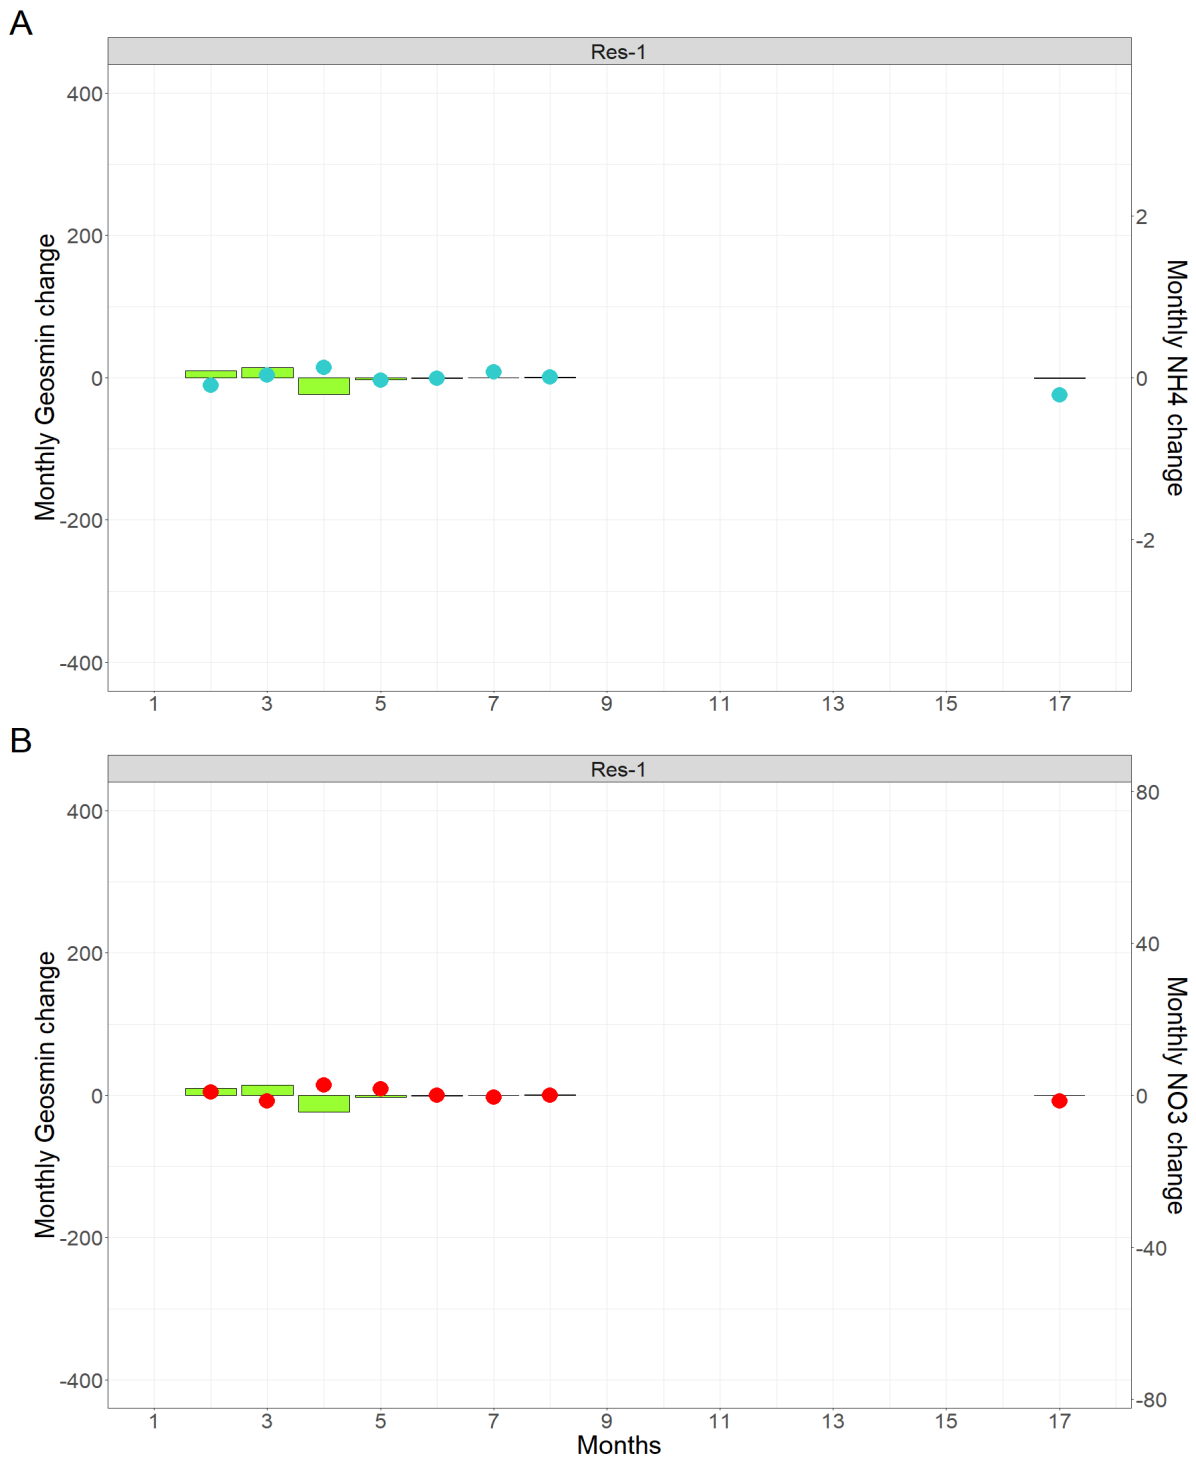 A
Res-1
400
200
0
-200
-400
Monthly Geosmin change
2
0
-2
Monthly NH4 change
1 3 5 7 9 11 13 15 17
B
Res-1
400
200
0
-200
-400
Monthly Geosmin change
80
40
0
-40
-80
Monthly NO3 change
1 3 5 7 9 11 13 15 17
Months